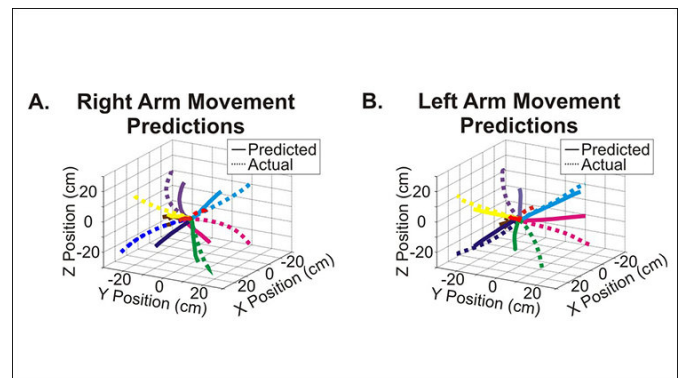 A. Right Arm Movement
Predictions
Predicted
Actual
Z Position (cm)
20
0
-20
-20
0
20
Y Position (cm)
20
0
-20
X Position (cm)
B. Left Arm Movement
Predictions
Predicted
Actual
Z Position (cm)
20
0
-20
-20
0
20
Y Position (cm)
20
0
-20
X Position (cm)